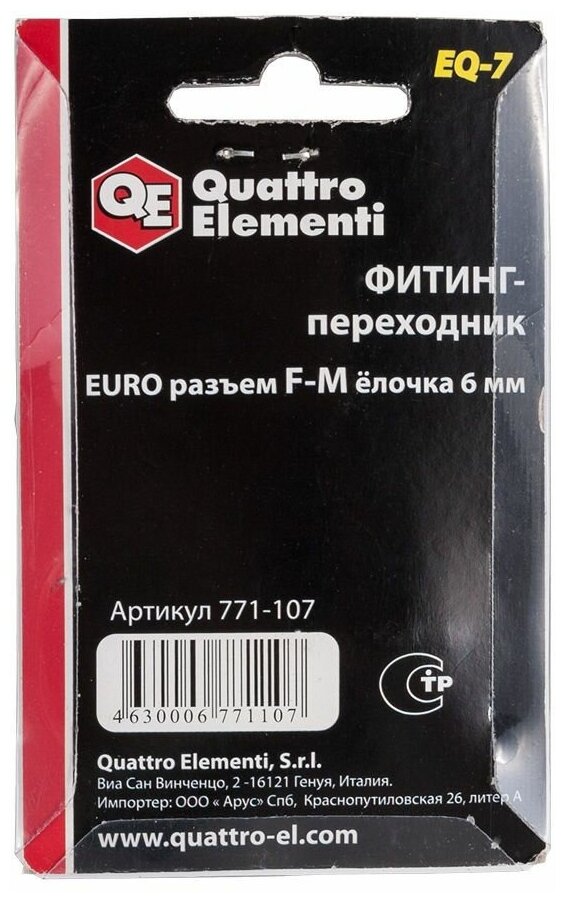 EQ-7
QE Quattro
Elementi
ФИТИНГ-
переходник
EURO разъем F-M ёлочка 6 мм
Артикул 771-107
4 630006 771107
СТР
Quattro Elementi, S.r.l.
Виа Сан Винченцо, 2 -16121 Генуя, Италия.
Импортер: ООО « Арус» Спб, Краснопутиловская 26, литер А
www.quattro-el.com